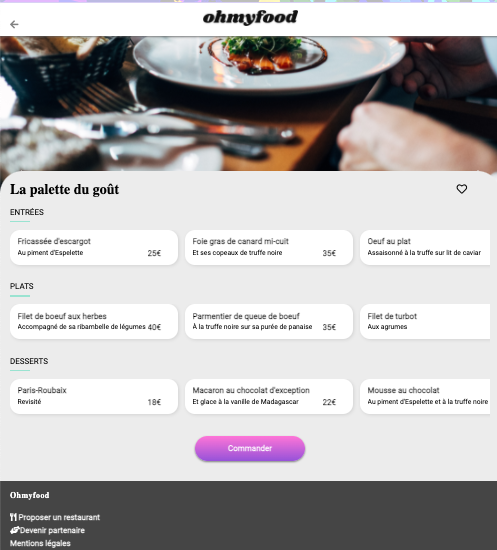 ohmyfood
La palette du goût
ENTRÉES
Fricassée d'escargot
Au piment d'Espelette 25€
Foie gras de canard mi-cuit
Et ses copeaux de truffe noire 35€
Oeuf au plat
Assaisonné à la truffe sur lit de caviar
PLATS
Filet de boeuf aux herbes
Accompagné de sa ribambelle de légumes 40€
Parmentier de queue de boeuf
À la truffe noire sur sa purée de panaise 35€
Filet de turbot
Aux agrumes
DESSERTS
Paris-Roubaix
Revisité 18€
Macaron au chocolat d'exception
Et glace à la vanille de Madagascar 22€
Mousse au chocolat
Au piment d'Espelette et à la truffe noire
Commander
Ohmyfood
Proposer un restaurant
Devenir partenaire
Mentions légales